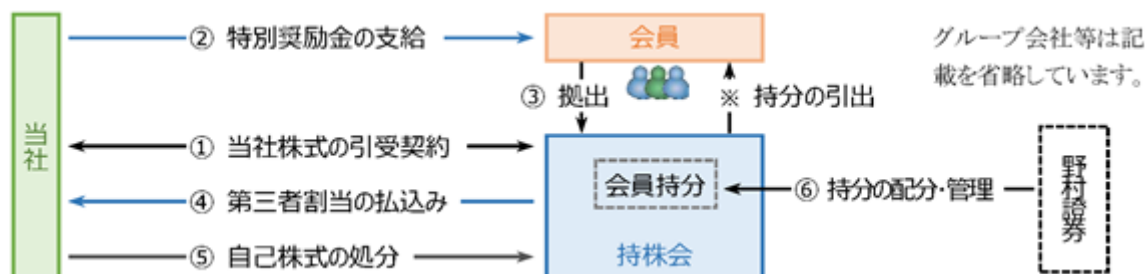 ② 特別奨励金の支給
会員
グループ会社等は記
載を省略しています。
③ 拠出
※ 持分の引出
当社
① 当社株式の引受契約
会員持分
⑥ 持分の配分・管理
野村證券
④ 第三者割当の払込み
⑤ 自己株式の処分
持株会